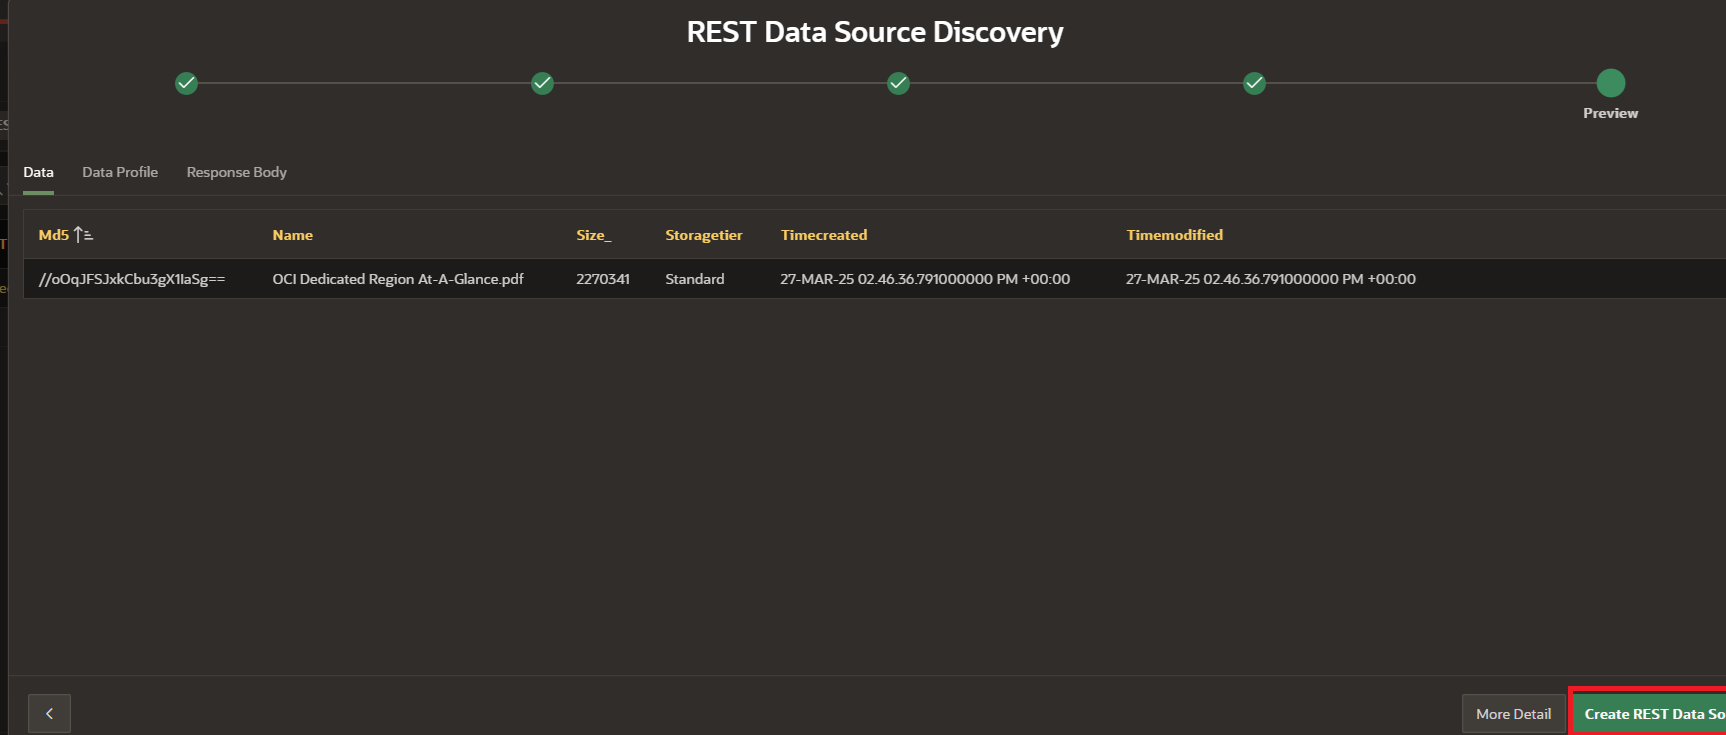 REST Data Source Discovery
Preview
Data Data Profile Response Body
Md5 Name Size_ Storagetier Timecreated Timemodified
//oOqJFSJxkCbu3gX1IaSg== OCI Dedicated Region At-A-Glance.pdf 2270341 Standard 27-MAR-25 02.46.36.791000000 PM +00:00 27-MAR-25 02.46.36.791000000 PM +00:00
More Detail Create REST Data So